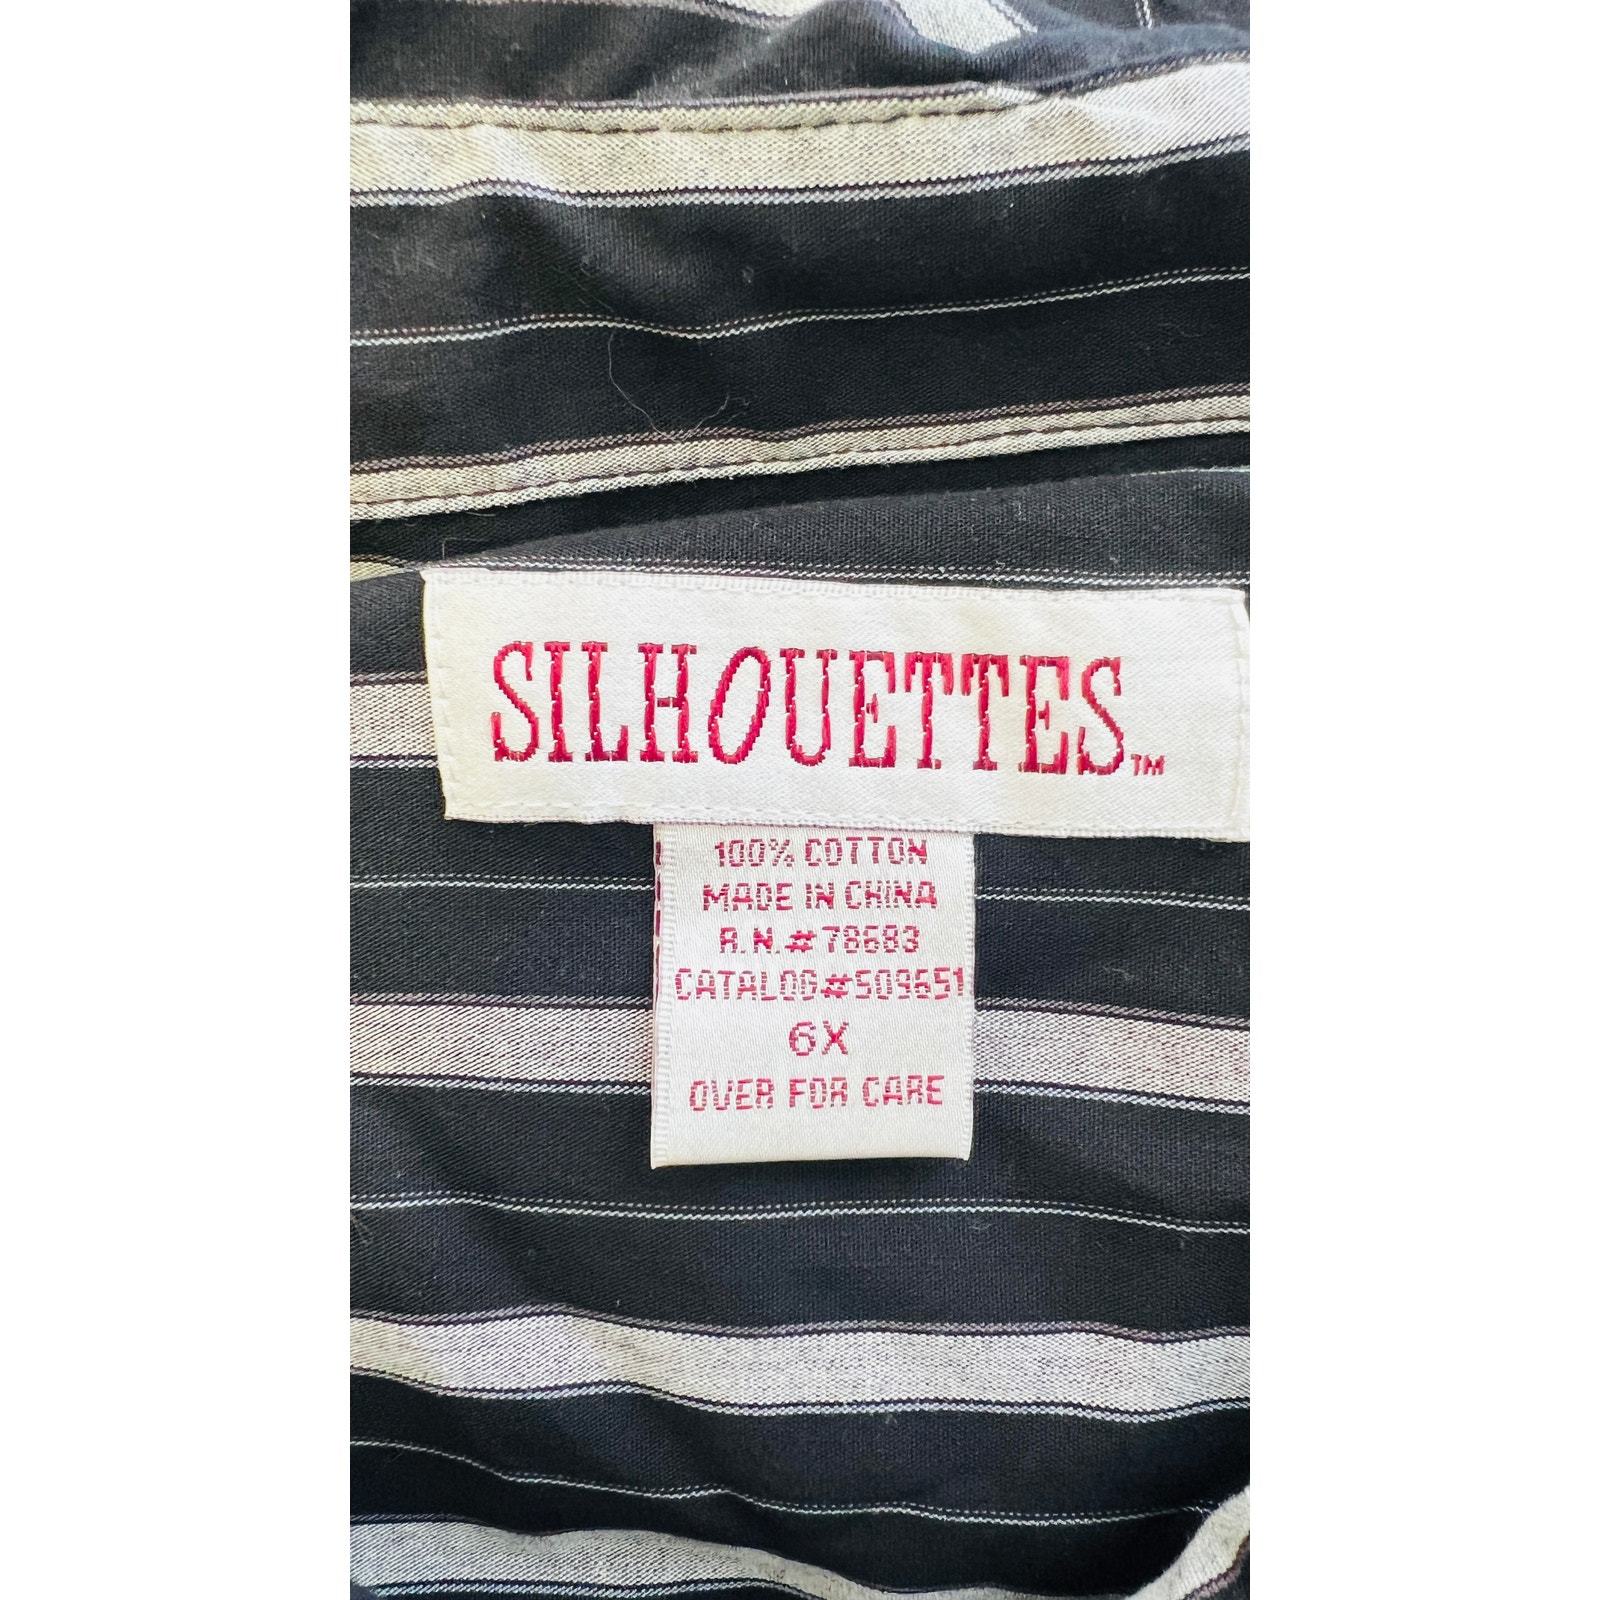 SILHOUETTES™
100% COTTON
MADE IN CHINA
R.N.#78683
CATALOG#509651
6X
OVER FOR CARE